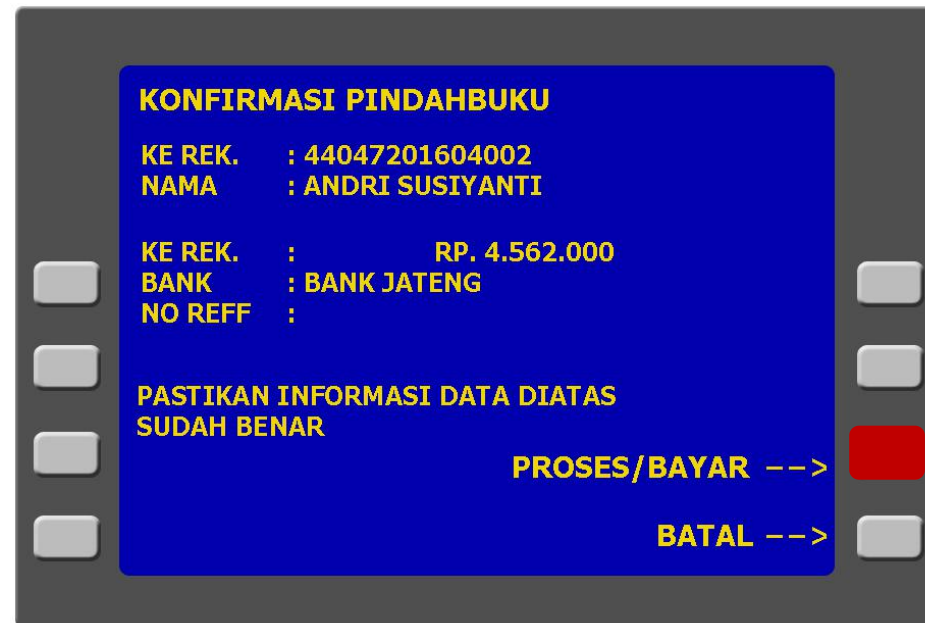 KONFIRMASI PINDAHBUKU
KE REK. : 44047201604002
NAMA : ANDRI SUSIYANTI
KE REK. : RP. 4.562.000
BANK : BANK JATENG
NO REFF :
PASTIKAN INFORMASI DATA DIATAS
SUDAH BENAR
PROSES/BAYAR -->
BATAL -->